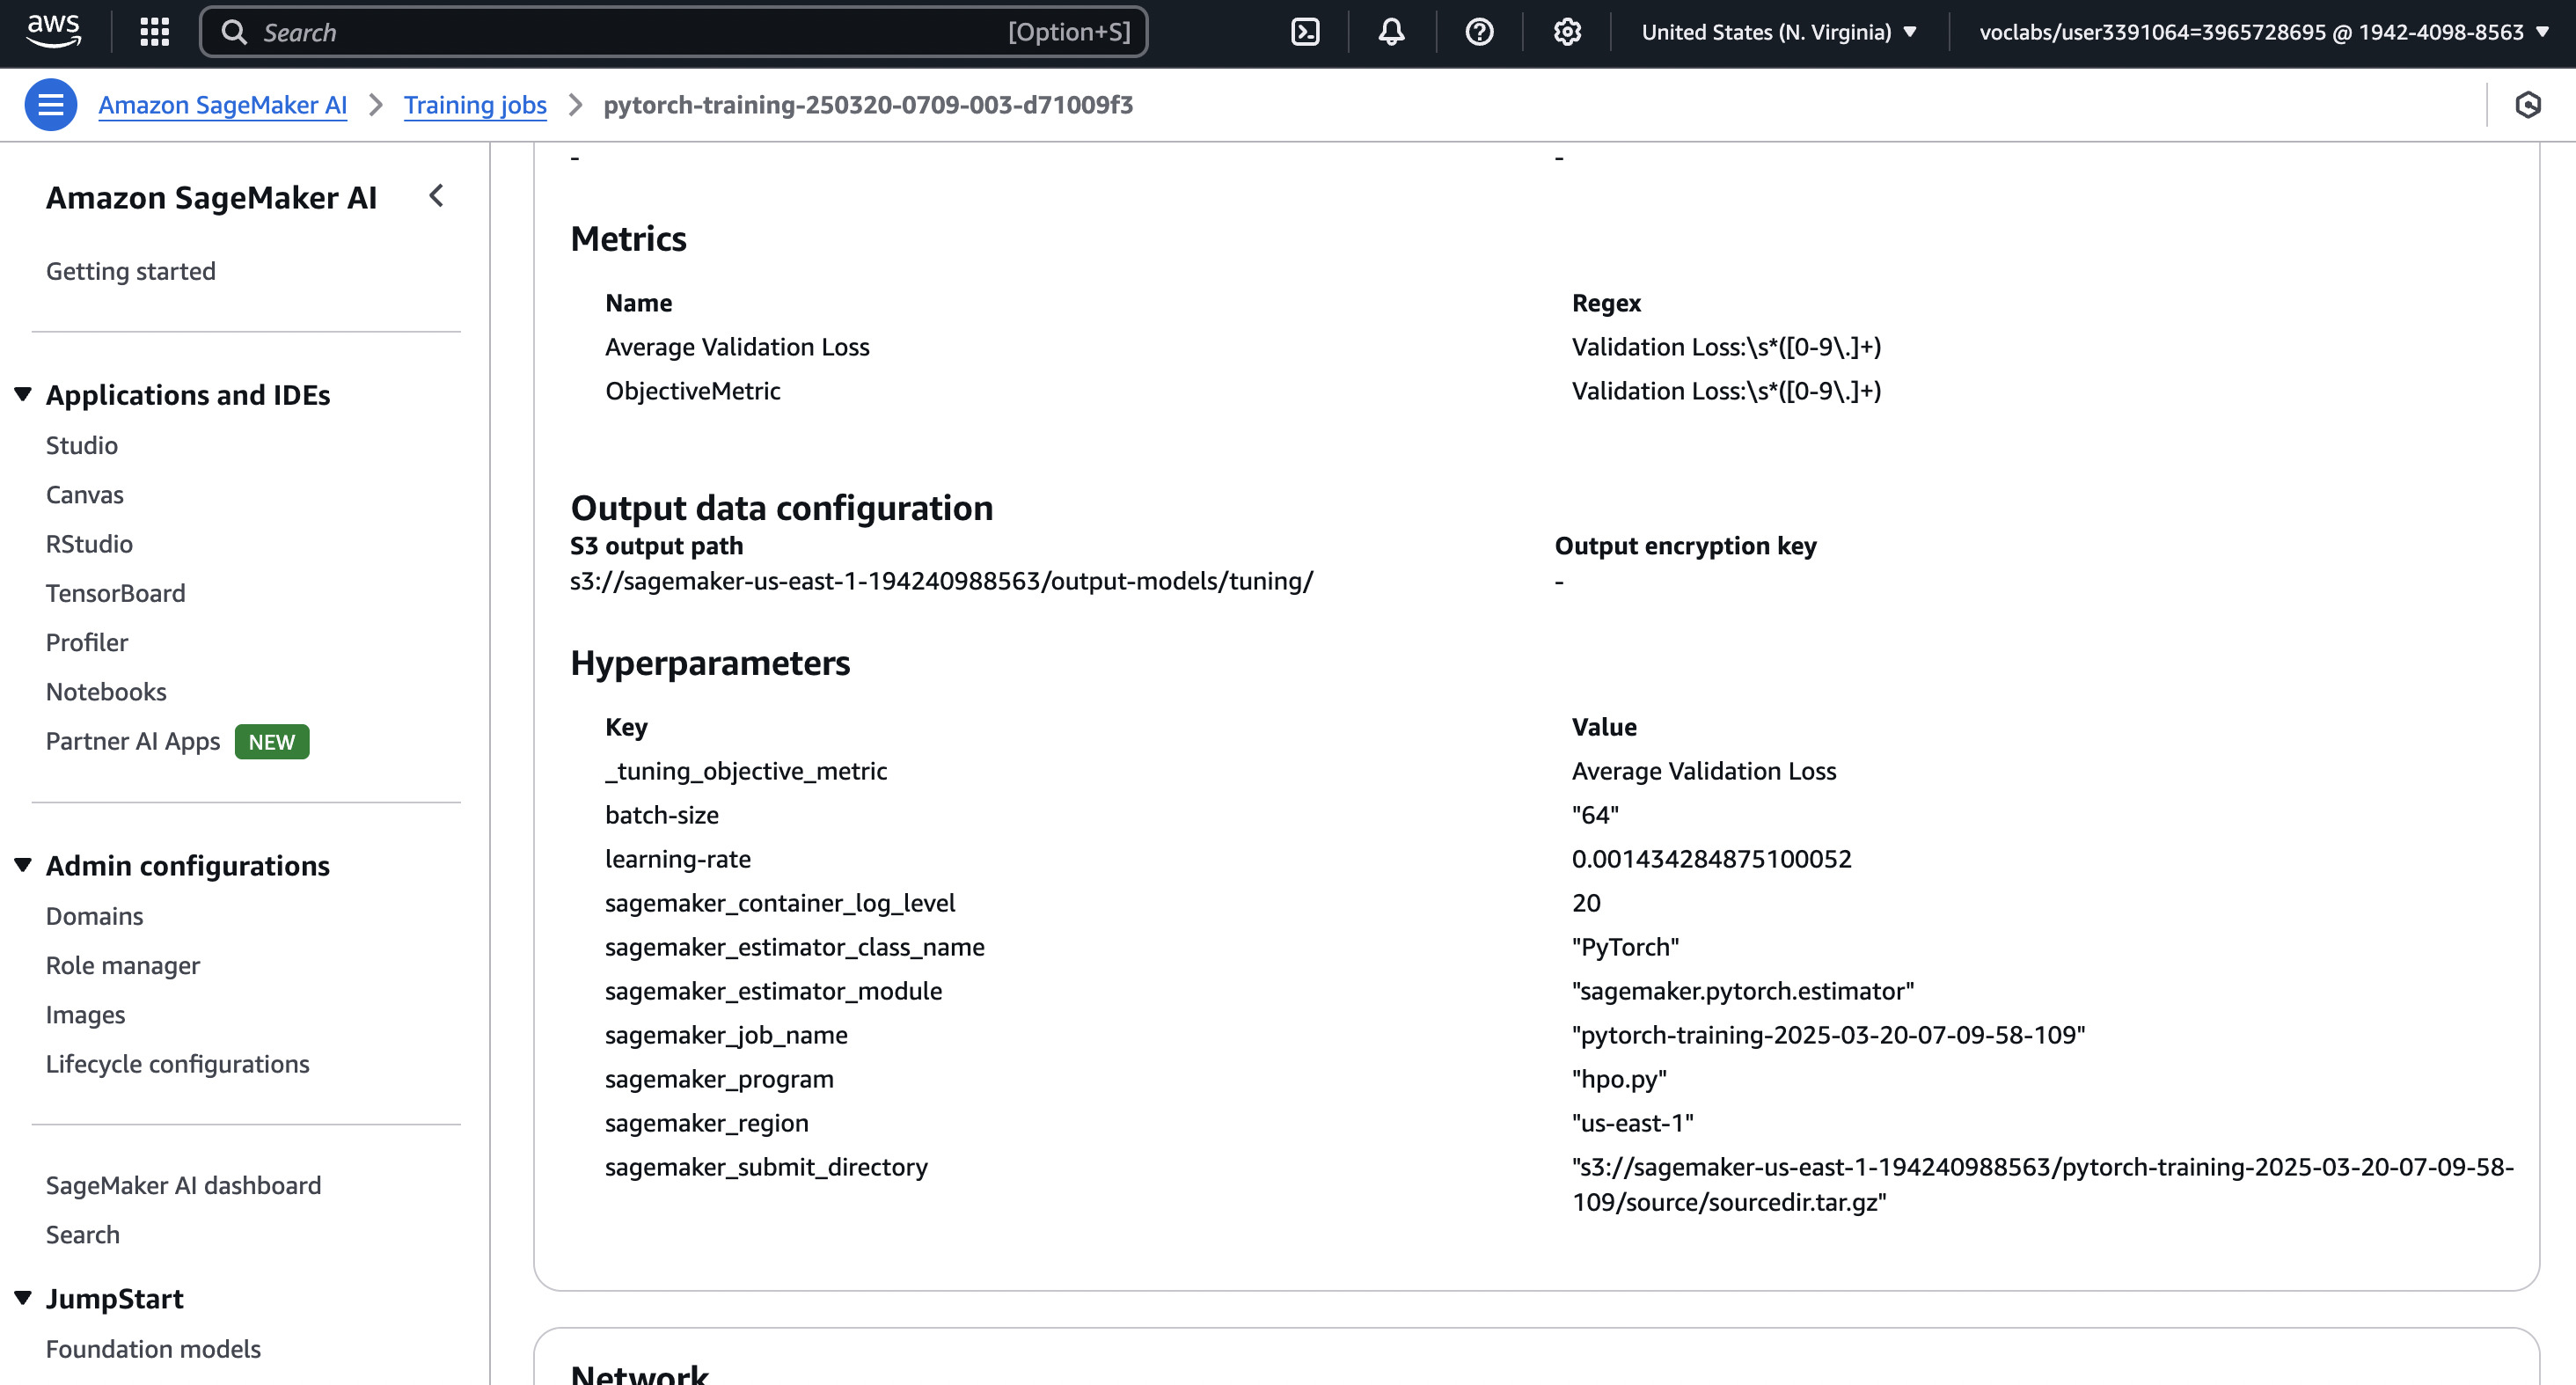 aws
Search [Option+S] United States (N. Virginia) voclabs/user3391064=3965728695 @ 1942-4098-8563
Amazon SageMaker AI Training jobs pytorch-training-250320-0709-003-d71009f3
Amazon SageMaker AI
Getting started
Applications and IDEs
Studio
Canvas
RStudio
TensorBoard
Profiler
Notebooks
Partner AI Apps NEW
Admin configurations
Domains
Role manager
Images
Lifecycle configurations
SageMaker AI dashboard
Search
JumpStart
Foundation models
- -
Metrics
Name Regex
Average Validation Loss Validation Loss:\s*([0-9\.]+)
ObjectiveMetric Validation Loss:\s*([0-9\.]+)
Output data configuration
S3 output path Output encryption key
s3://sagemaker-us-east-1-194240988563/output-models/tuning/ -
Hyperparameters
Key Value
_tuning_objective_metric Average Validation Loss
batch-size "64"
learning-rate 0.001434284875100052
sagemaker_container_log_level 20
sagemaker_estimator_class_name "PyTorch"
sagemaker_estimator_module "sagemaker.pytorch.estimator"
sagemaker_job_name "pytorch-training-2025-03-20-07-09-58-109"
sagemaker_program "hpo.py"
sagemaker_region "us-east-1"
sagemaker_submit_directory "s3://sagemaker-us-east-1-194240988563/pytorch-training-2025-03-20-07-09-58-
109/source/sourcedir.tar.gz"
Network